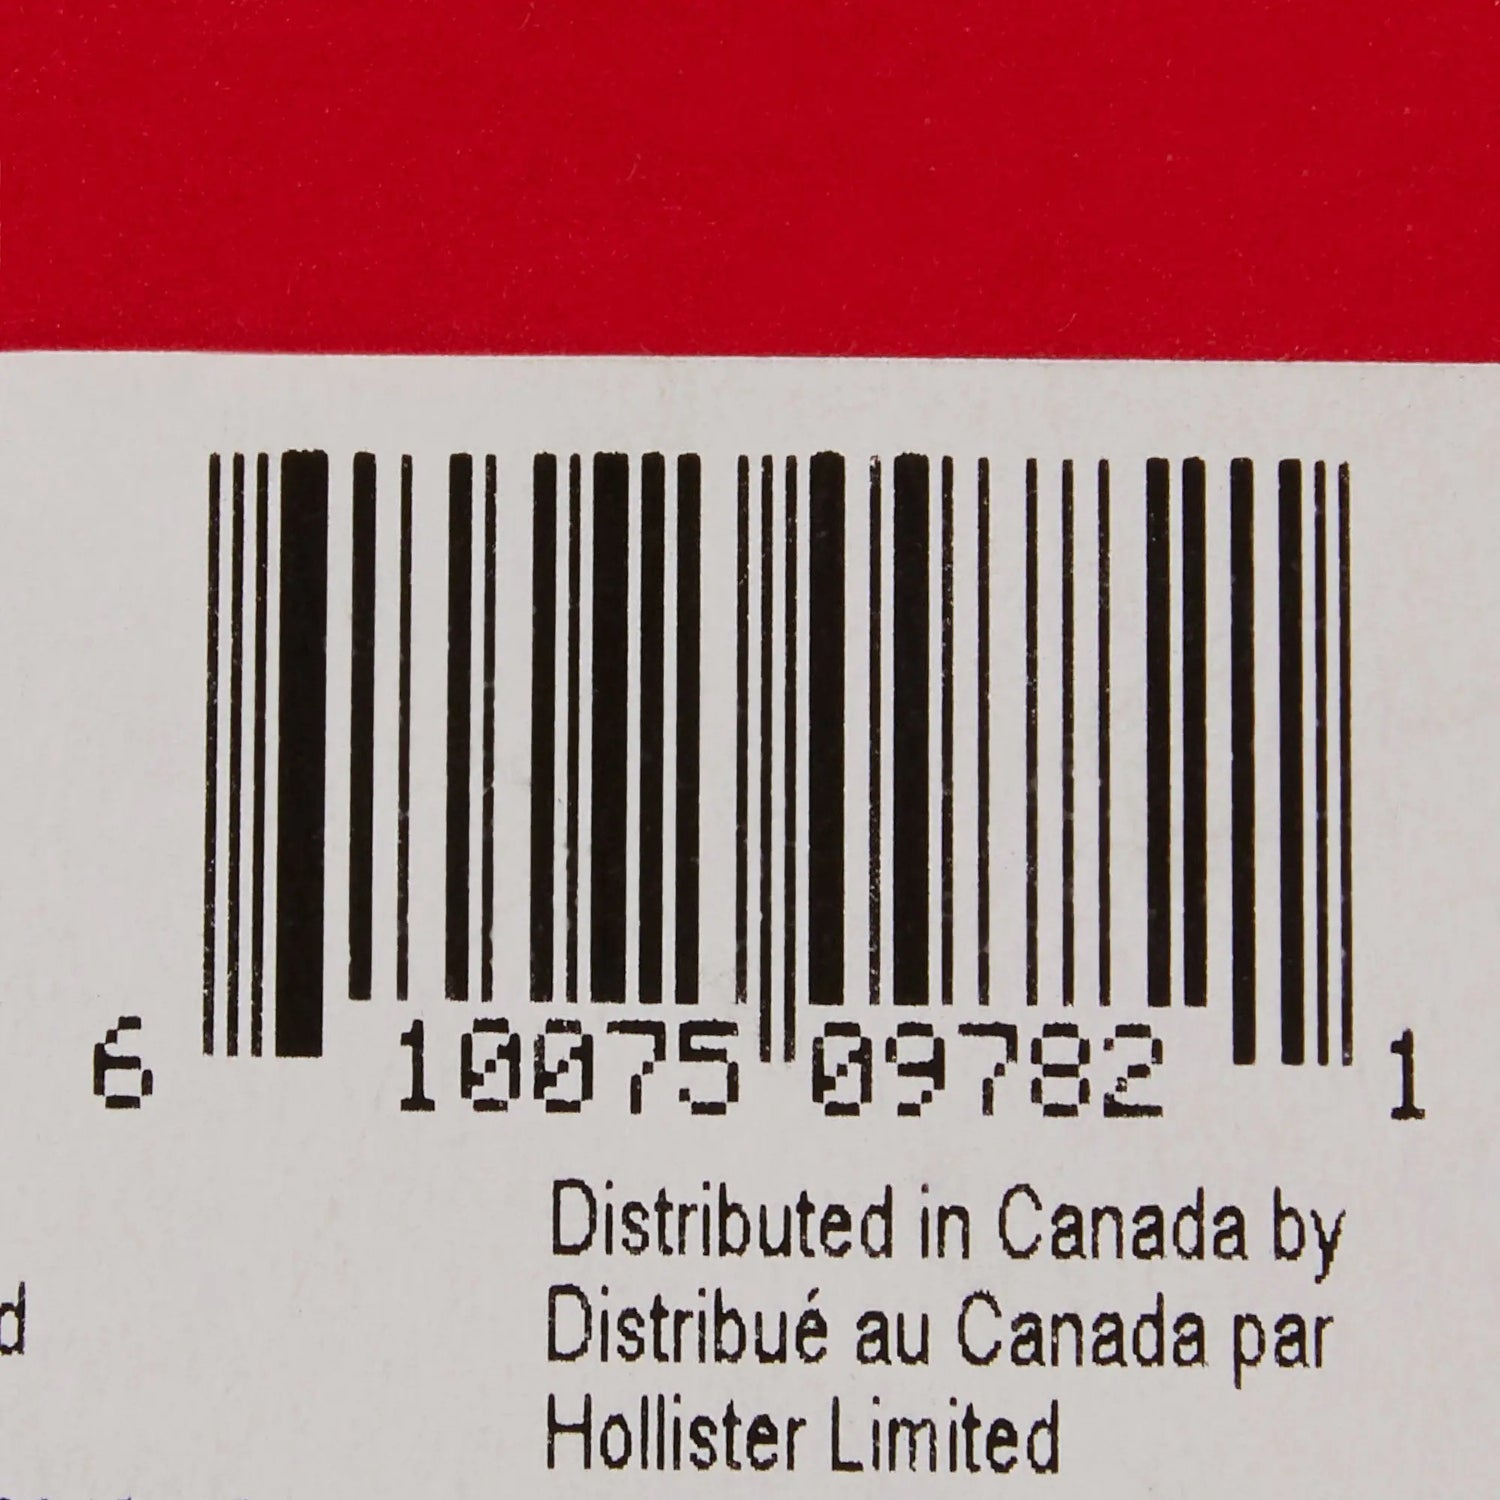 6 10075 09782 1
Distributed in Canada by
Distribué au Canada par
d
Hollister Limited